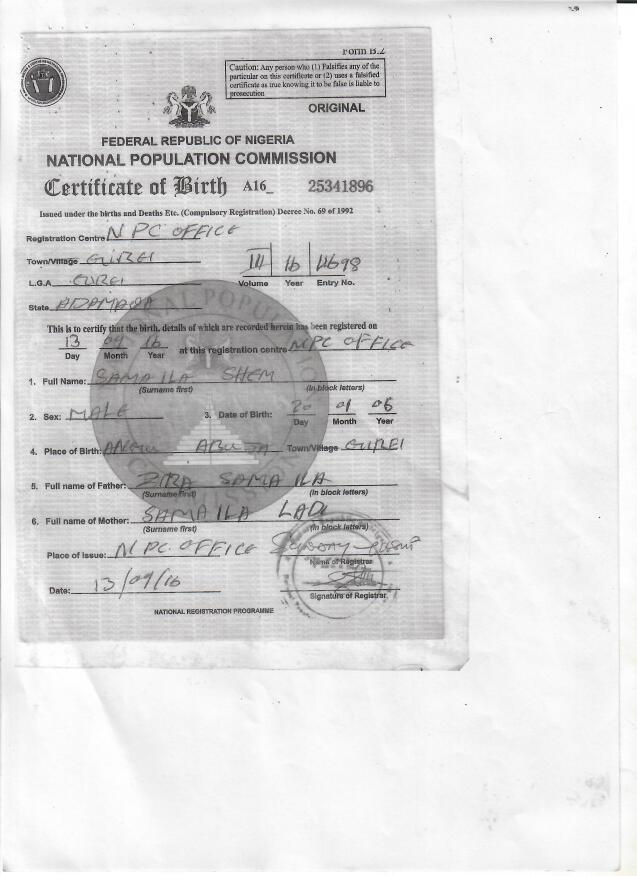 Form B.2
Caution: Any person who (1) Falsifies any of the
particular on this certificate or (2) uses a falsified
certificate as true knowing it to be false is liable to
prosecution
ORIGINAL
FEDERAL REPUBLIC OF NIGERIA
NATIONAL POPULATION COMMISSION
Certificate of Birth A16_ 25341896
Issued under the births and Deaths Etc. (Compulsory Registration) Decree No. 69 of 1992
Registration Centre NPC OFFICE
Town/Village GIREI
III 16 4698
L.G.A GIREI
Volume Year Entry No.
State ADAMAWA
This is to certify that the birth, details of which are recorded herein has been registered on
13 09 16 at this registration centre NPC OFFICE
Day Month Year
1. Full Name: SAMAILA SHEM
(Surname first) (In block letters)
2. Sex: MALE 3. Date of Birth: 20 01 06
Day Month Year
4. Place of Birth: ABUJA Town/Village GIREI
5. Full name of Father: ZIRA SAMAILA
(Surname first) (In block letters)
6. Full name of Mother: SAMAILA LADI
(Surname first) (In block letters)
Place of Issue: NPC OFFICE SUNDAY
Name of Registrar
Date: 13/09/16
Signature of Registrar
NATIONAL REGISTRATION PROGRAMME